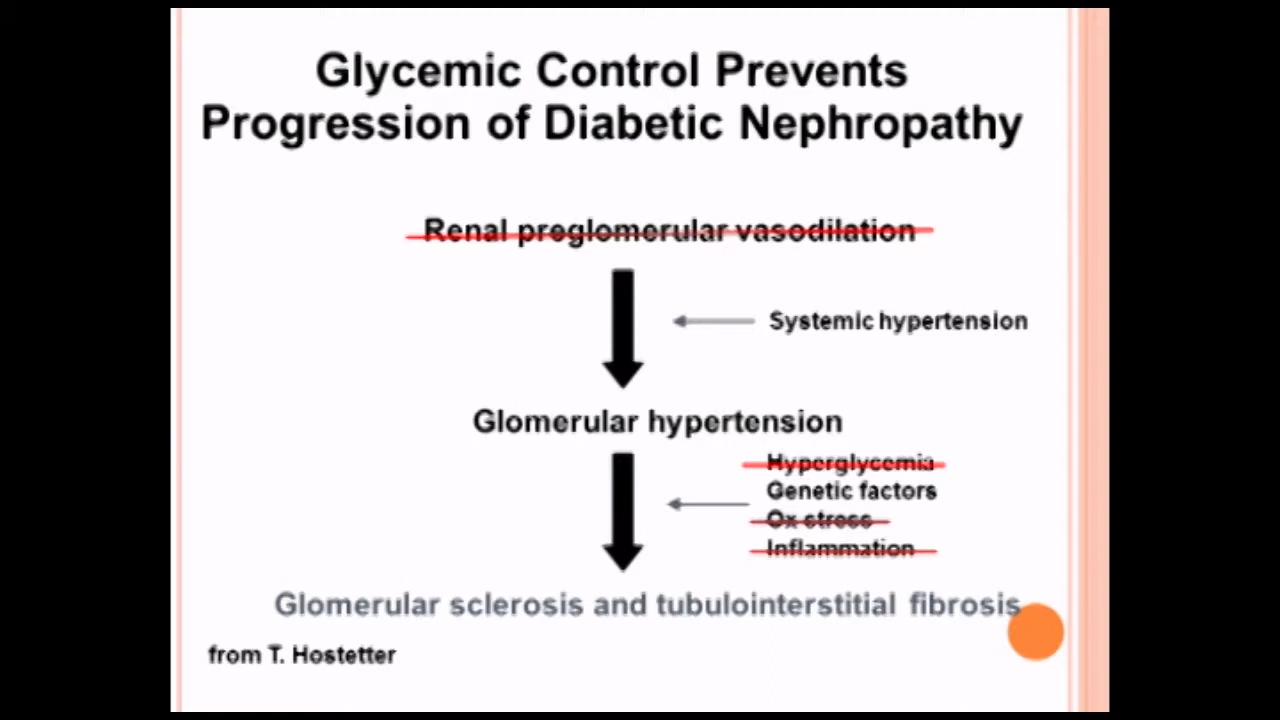 Glycemic Control Prevents
Progression of Diabetic Nephropathy
Renal preglomerular vasodilation
Systemic hypertension
Glomerular hypertension
Hyperglycemia
Genetic factors
Ox stress
Inflammation
Glomerular sclerosis and tubulointerstitial fibrosis
from T. Hostetter